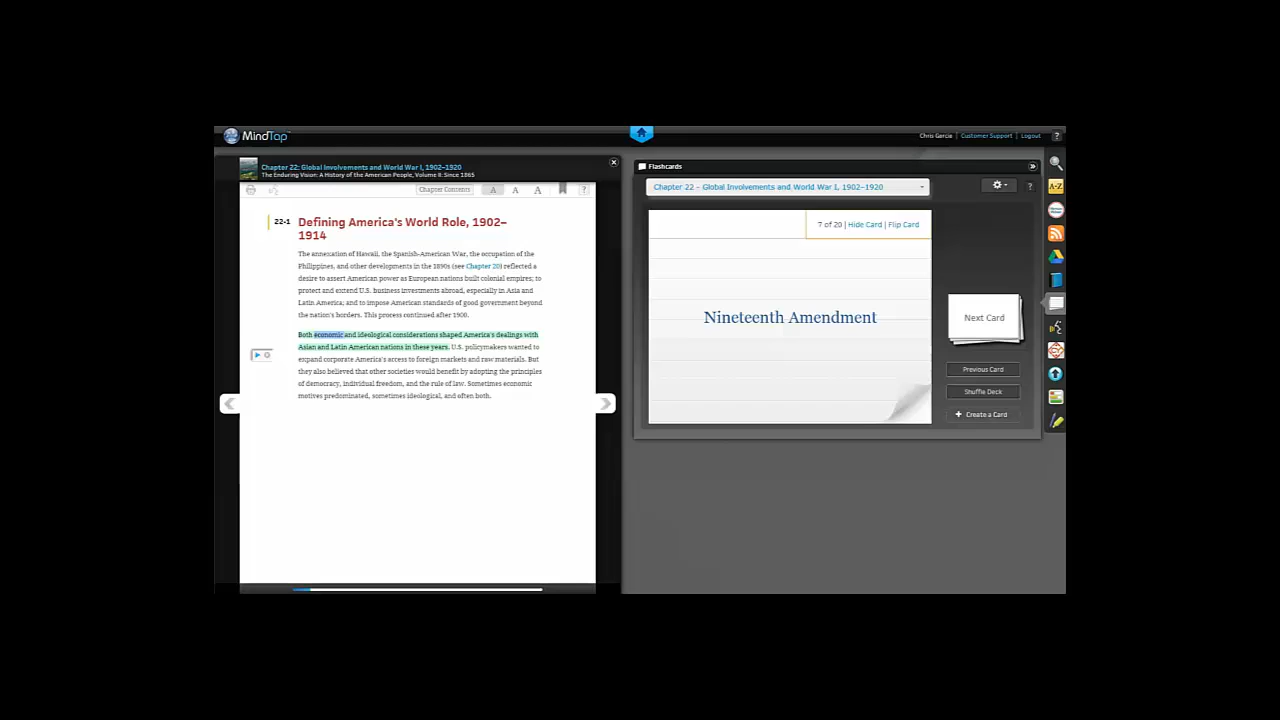 MindTap
Chris Garcia | Customer Support | Logout ?
Chapter 22: Global Involvements and World War I, 1902–1920
The Enduring Vision: A History of the American People, Volume II: Since 1865
Chapter Contents A A A ?
22-1 Defining America's World Role, 1902–
1914
The annexation of Hawaii, the Spanish-American War, the occupation of the
Philippines, and other developments in the 1890s (see Chapter 20) reflected a
desire to assert American power as European nations built colonial empires; to
protect and extend U.S. business investments abroad, especially in Asia and
Latin America; and to impose American standards of good government beyond
the nation's borders. This process continued after 1900.
Both economic and ideological considerations shaped America's dealings with
Asian and Latin American nations in these years. U.S. policymakers wanted to
expand corporate America's access to foreign markets and raw materials. But
they also believed that other societies would benefit by adopting the principles
of democracy, individual freedom, and the rule of law. Sometimes economic
motives predominated, sometimes ideological, and often both.
Flashcards
Chapter 22 - Global Involvements and World War I, 1902–1920
?
7 of 20 | Hide Card | Flip Card
Nineteenth Amendment
Next Card
Previous Card
Shuffle Deck
+ Create a Card
A-Z